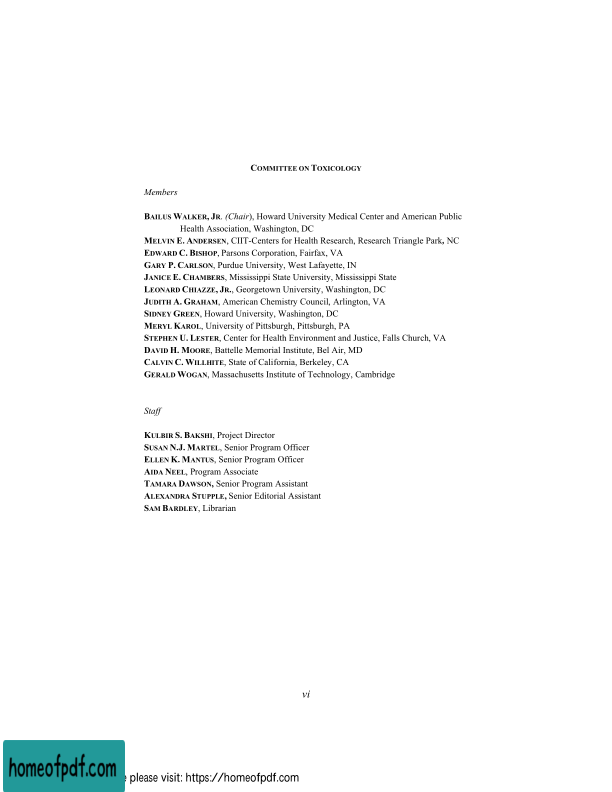 COMMITTEE ON TOXICOLOGY
Members
BAILUS WALKER, JR. (Chair), Howard University Medical Center and American Public
Health Association, Washington, DC
MELVIN E. ANDERSEN, CIIT-Centers for Health Research, Research Triangle Park, NC
EDWARD C. BISHOP, Parsons Corporation, Fairfax, VA
GARY P. CARLSON, Purdue University, West Lafayette, IN
JANICE E. CHAMBERS, Mississippi State University, Mississippi State
LEONARD CHIAZZE, JR., Georgetown University, Washington, DC
JUDITH A. GRAHAM, American Chemistry Council, Arlington, VA
SIDNEY GREEN, Howard University, Washington, DC
MERYL KAROL, University of Pittsburgh, Pittsburgh, PA
STEPHEN U. LESTER, Center for Health Environment and Justice, Falls Church, VA
DAVID H. MOORE, Battelle Memorial Institute, Bel Air, MD
CALVIN C. WILLHITE, State of California, Berkeley, CA
GERALD WOGAN, Massachusetts Institute of Technology, Cambridge
Staff
KULBIR S. BAKSHI, Project Director
SUSAN N.J. MARTEL, Senior Program Officer
ELLEN K. MANTUS, Senior Program Officer
AIDA NEEL, Program Associate
TAMARA DAWSON, Senior Program Assistant
ALEXANDRA STUPPLE, Senior Editorial Assistant
SAM BARDLEY, Librarian
vi
homeofpdf.com
please visit: https://homeofpdf.com